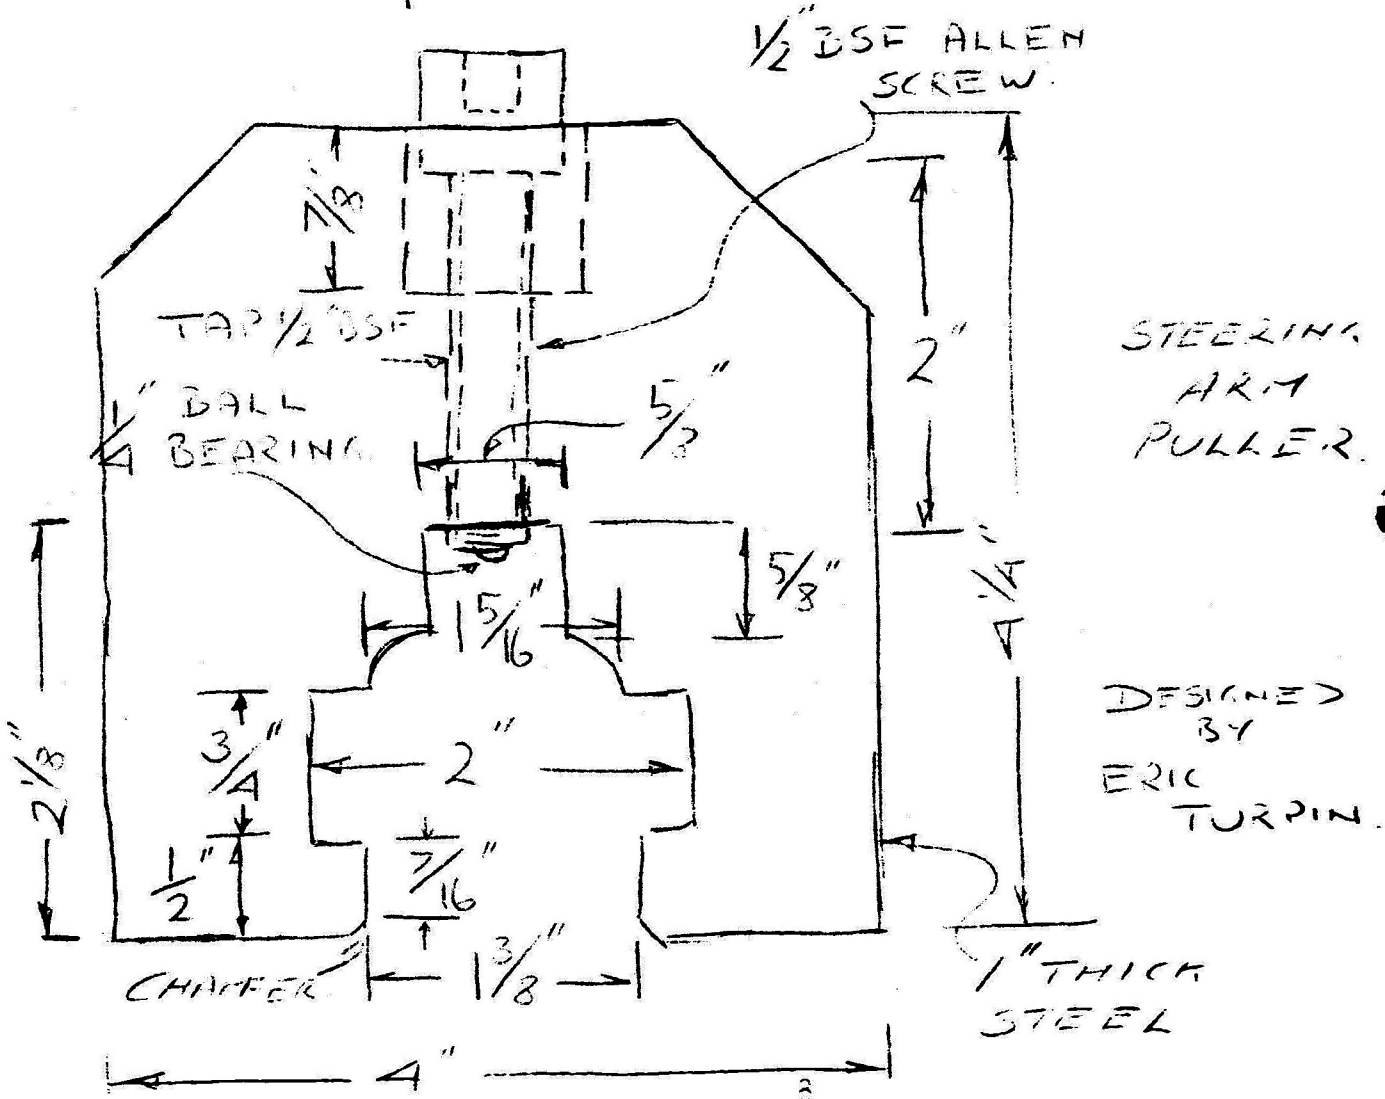 1/2" BSF ALLEN
SCREW.
7/8"
TAP 1/2" BSF
2"
STEERING
ARM
PULLER.
1/4" BALL
BEARING.
5/8"
5/8"
4 1/4"
1 5/16"
2 1/8"
3/4"
2"
DESIGNED
BY
ERIC
TURPIN.
1/2"
7/16"
CHAMFER.
1 3/8"
1" THICK
STEEL
4"